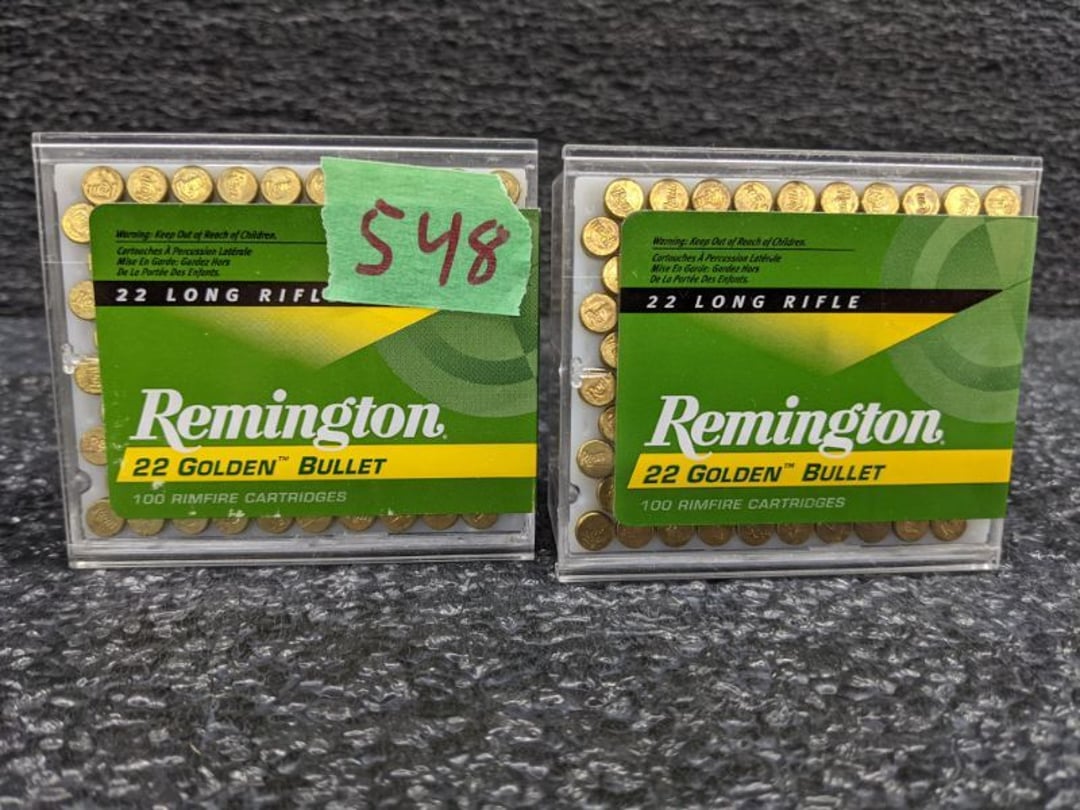 Warning: Keep Out of Reach of Children.
Cartouches À Percussion Latérale
Mise En Garde: Gardez Hors
De La Portée Des Enfants.
22 LONG RIFL
548
Remington
22 GOLDEN™ BULLET
100 RIMFIRE CARTRIDGES
Warning: Keep Out of Reach of Children.
Cartouches À Percussion Latérale
Mise En Garde: Gardez Hors
De La Portée Des Enfants.
22 LONG RIFLE
Remington
22 GOLDEN™ BULLET
100 RIMFIRE CARTRIDGES